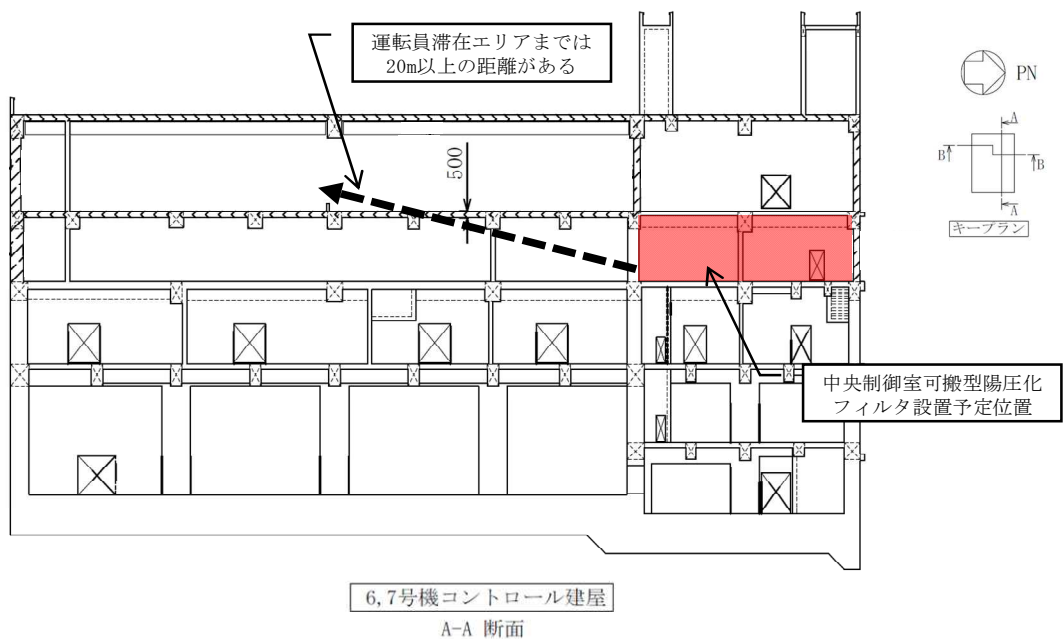 運転員滞在エリアまでは
20m以上の距離がある
PN
A
B
B
A
キープラン
500
中央制御室可搬型陽圧化
フィルタ設置予定位置
6,7号機コントロール建屋
A-A 断面